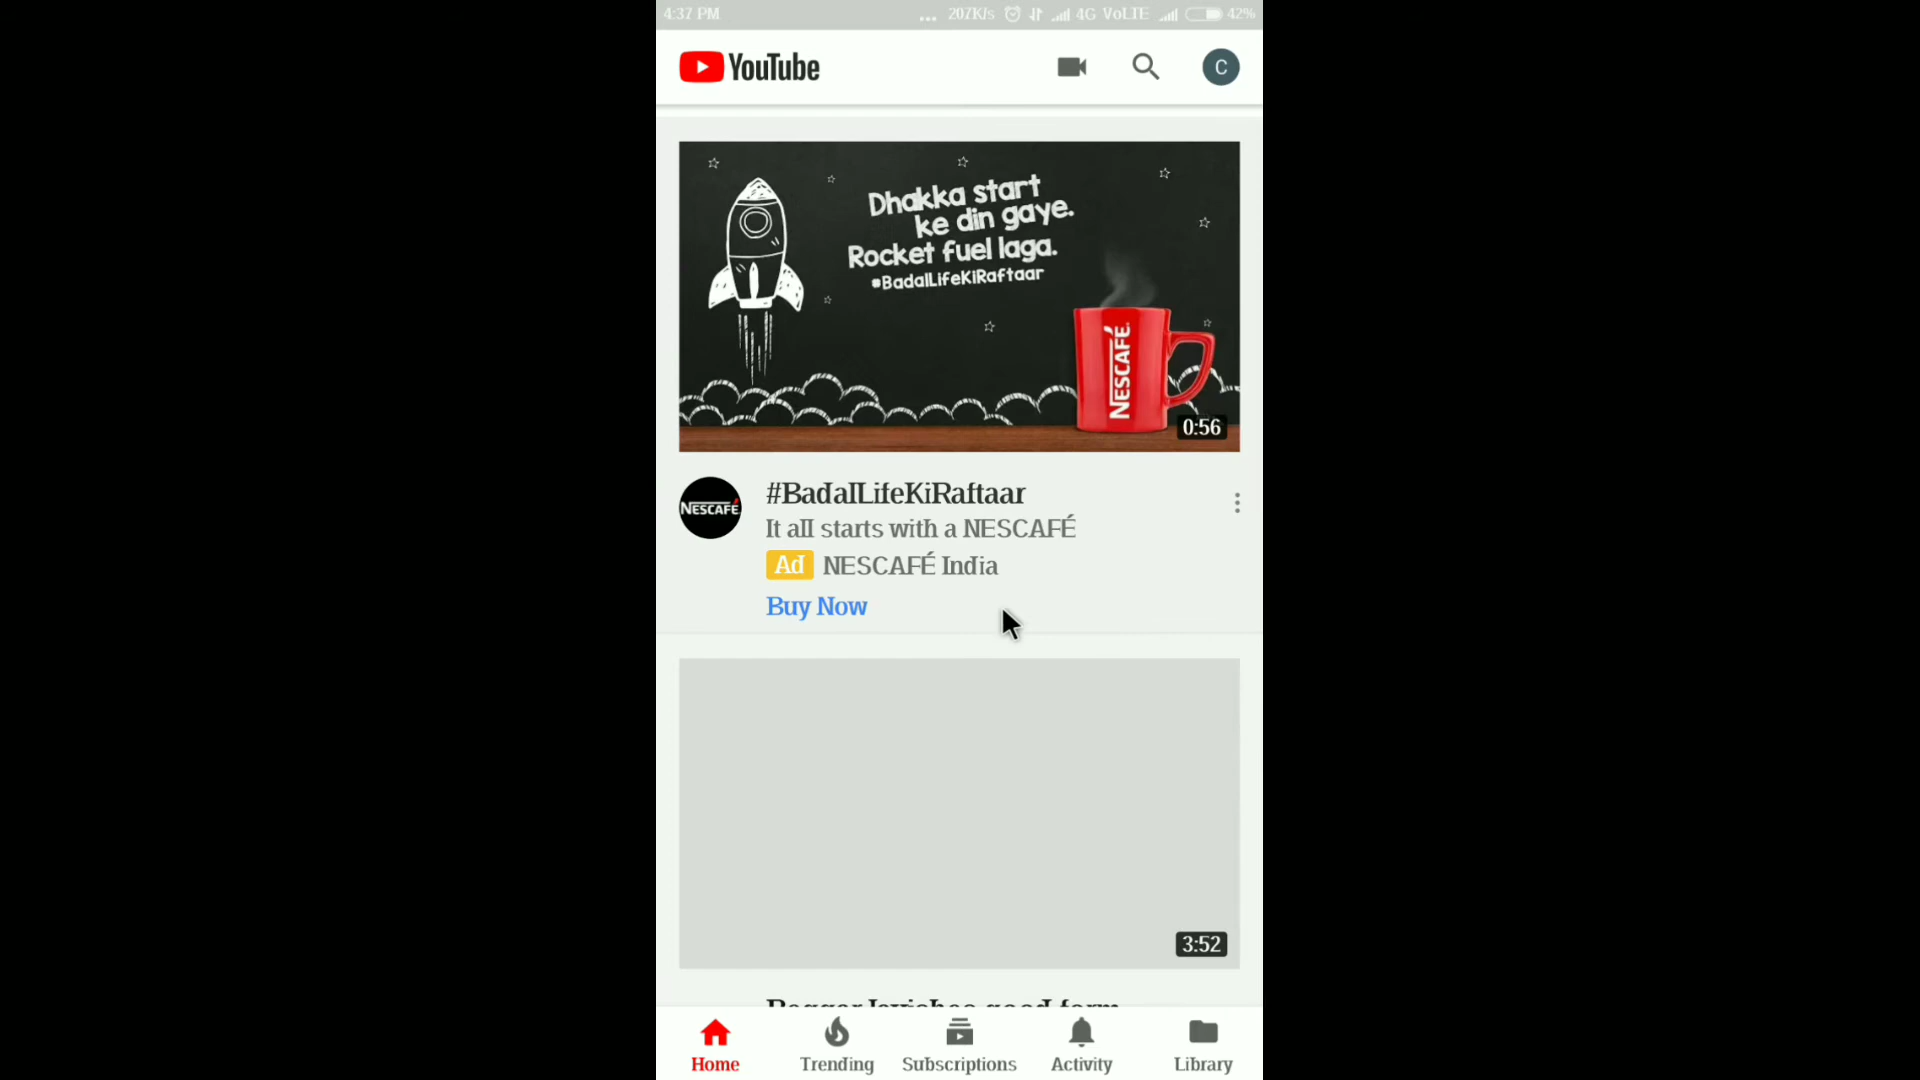 4:37 PM
... 207K/s 4G VoLTE 42%
YouTube
C
Dhakka start
ke din gaye.
Rocket fuel laga.
#BadalLifeKiRaftaar
NESCAFÉ
0:56
NESCAFÉ
#BadalLifeKiRaftaar
It all starts with a NESCAFÉ
Ad NESCAFÉ India
Buy Now
3:52
Home
Trending
Subscriptions
Activity
Library